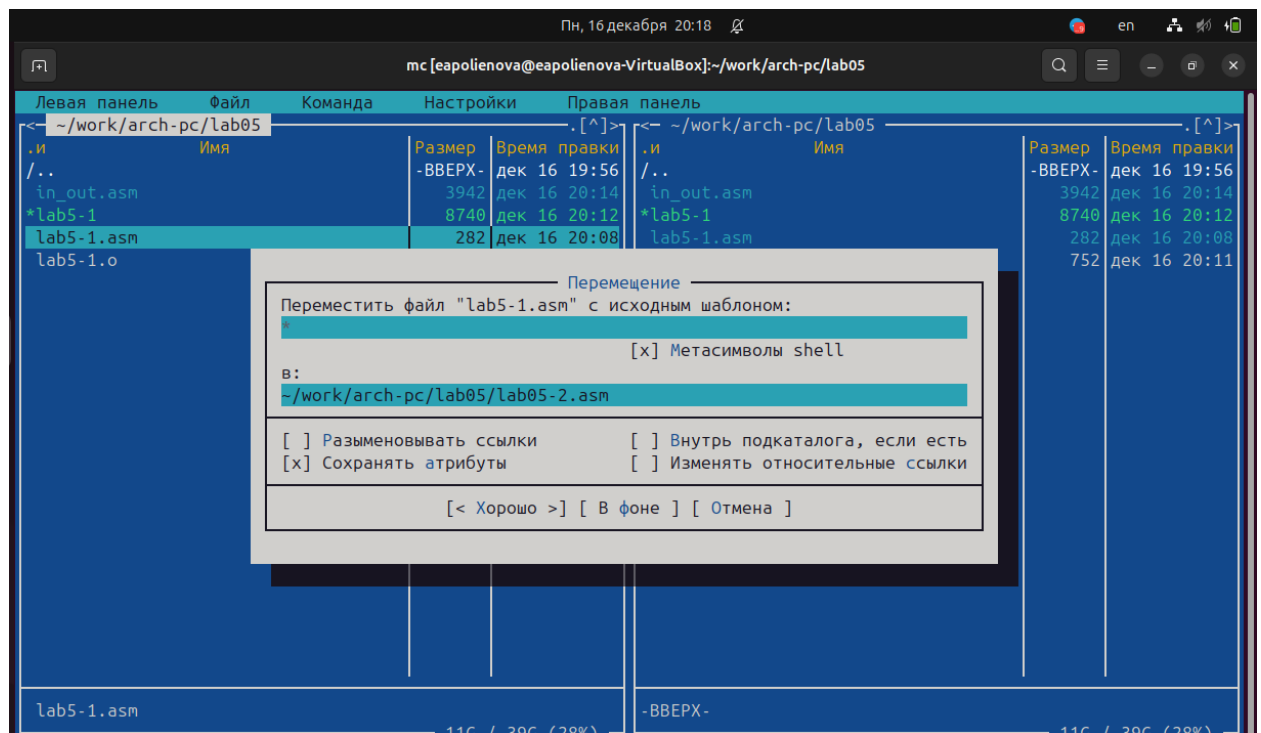 Пн, 16 декабря 20:18 en
mc [eapolienova@eapolienova-VirtualBox]:~/work/arch-pc/lab05
Левая панель Файл Команда Настройки Правая панель
<— ~/work/arch-pc/lab05 .[^]> <— ~/work/arch-pc/lab05 .[^]>
.и Имя Размер Время правки .и Имя Размер Время правки
/.. -ВВЕРХ- дек 16 19:56 /.. -ВВЕРХ- дек 16 19:56
in_out.asm 3942 дек 16 20:14 in_out.asm 3942 дек 16 20:14
*lab5-1 8740 дек 16 20:12 *lab5-1 8740 дек 16 20:12
lab5-1.asm 282 дек 16 20:08 lab5-1.asm 282 дек 16 20:08
lab5-1.o 752 дек 16 20:11
Перемещение
Переместить файл "lab5-1.asm" с исходным шаблоном:
*
[x] Метасимволы shell
в:
~/work/arch-pc/lab05/lab05-2.asm
[ ] Разыменовывать ссылки [ ] Внутрь подкаталога, если есть
[x] Сохранять атрибуты [ ] Изменять относительные ссылки
[< Хорошо >] [ В фоне ] [ Отмена ]
lab5-1.asm -ВВЕРХ-
11G / 39G (28%) 11G / 39G (28%)